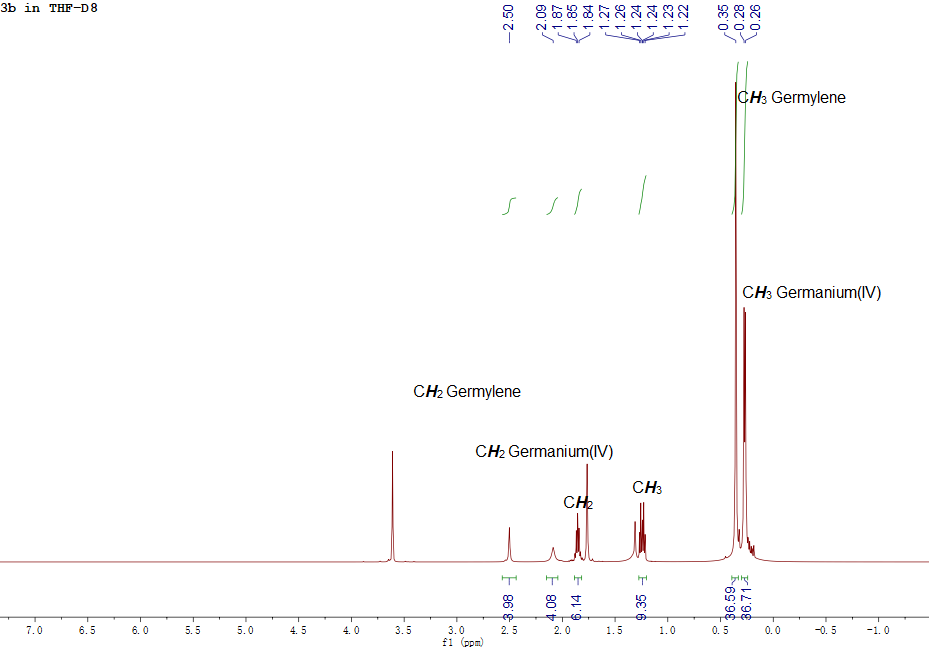 3b in THF-D8
2.50
2.09
1.87
1.85
1.84
1.27
1.26
1.24
1.24
1.23
1.22
0.35
0.28
0.26
CH3 Germylene
CH3 Germanium(IV)
CH2 Germylene
CH2 Germanium(IV)
CH2
CH3
3.98
4.08
6.14
9.35
36.59
36.71
7.0 6.5 6.0 5.5 5.0 4.5 4.0 3.5 3.0 2.5 2.0 1.5 1.0 0.5 0.0 -0.5 -1.0
f1 (ppm)